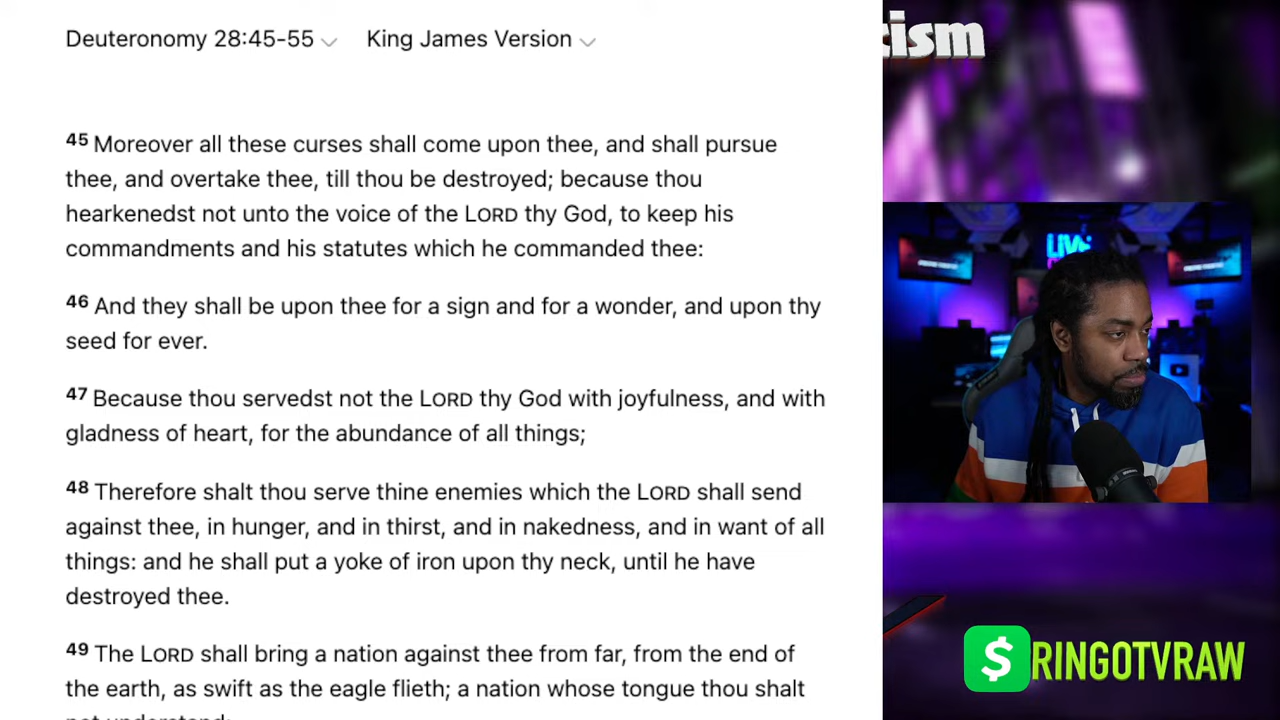 Deuteronomy 28:45-55 King James Version
45 Moreover all these curses shall come upon thee, and shall pursue
thee, and overtake thee, till thou be destroyed; because thou
hearkenedst not unto the voice of the LORD thy God, to keep his
commandments and his statutes which he commanded thee:
46 And they shall be upon thee for a sign and for a wonder, and upon thy
seed for ever.
47 Because thou servedst not the LORD thy God with joyfulness, and with
gladness of heart, for the abundance of all things;
48 Therefore shalt thou serve thine enemies which the LORD shall send
against thee, in hunger, and in thirst, and in nakedness, and in want of all
things: and he shall put a yoke of iron upon thy neck, until he have
destroyed thee.
49 The LORD shall bring a nation against thee from far, from the end of
the earth, as swift as the eagle flieth; a nation whose tongue thou shalt
not understand;
cism
LIVE
$RINGOTVRAW